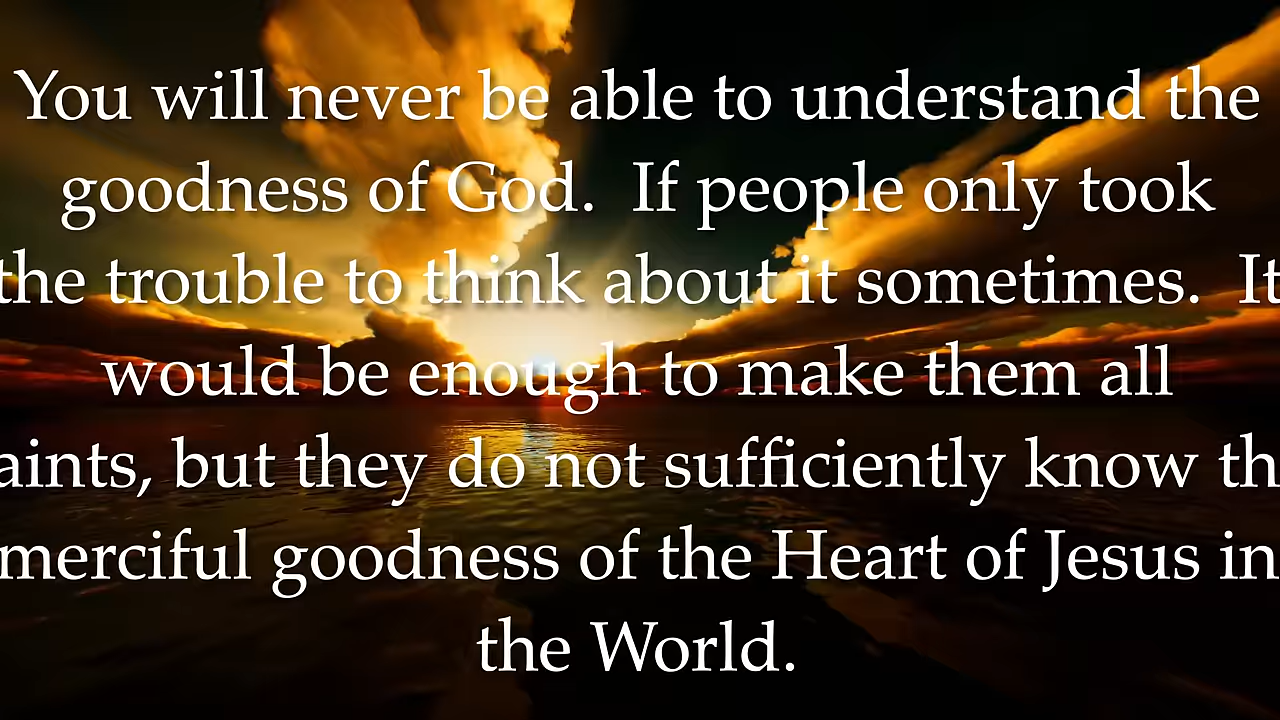 You will never be able to understand the
goodness of God. If people only took
the trouble to think about it sometimes. It
would be enough to make them all
aints, but they do not sufficiently know th
merciful goodness of the Heart of Jesus in
the World.